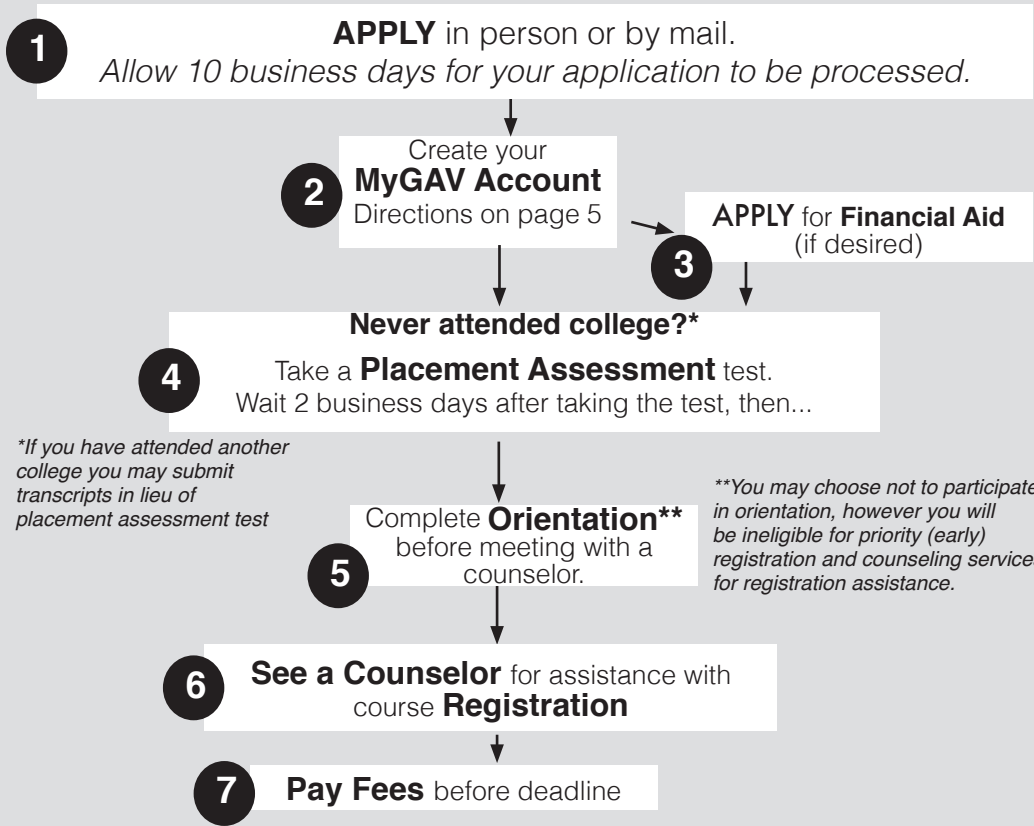 1
APPLY in person or by mail.
Allow 10 business days for your application to be processed.
2
Create your
MyGAV Account
Directions on page 5
3
APPLY for Financial Aid
(if desired)
4
Never attended college?*
Take a Placement Assessment test.
Wait 2 business days after taking the test, then...
*If you have attended another
college you may submit
transcripts in lieu of
placement assessment test
5
Complete Orientation**
before meeting with a
counselor.
**You may choose not to participate
in orientation, however you will
be ineligible for priority (early)
registration and counseling service
for registration assistance.
6
See a Counselor for assistance with
course Registration
7
Pay Fees before deadline